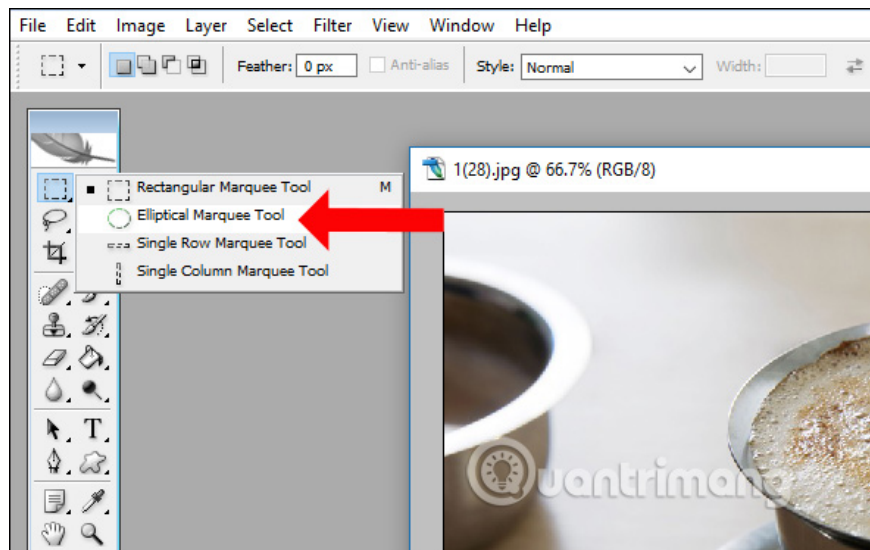 File Edit Image Layer Select Filter View Window Help
Feather: 0 px Anti-alias Style: Normal Width:
1(28).jpg @ 66.7% (RGB/8)
Rectangular Marquee Tool M
Elliptical Marquee Tool
Single Row Marquee Tool
Single Column Marquee Tool
T
Quantrimang